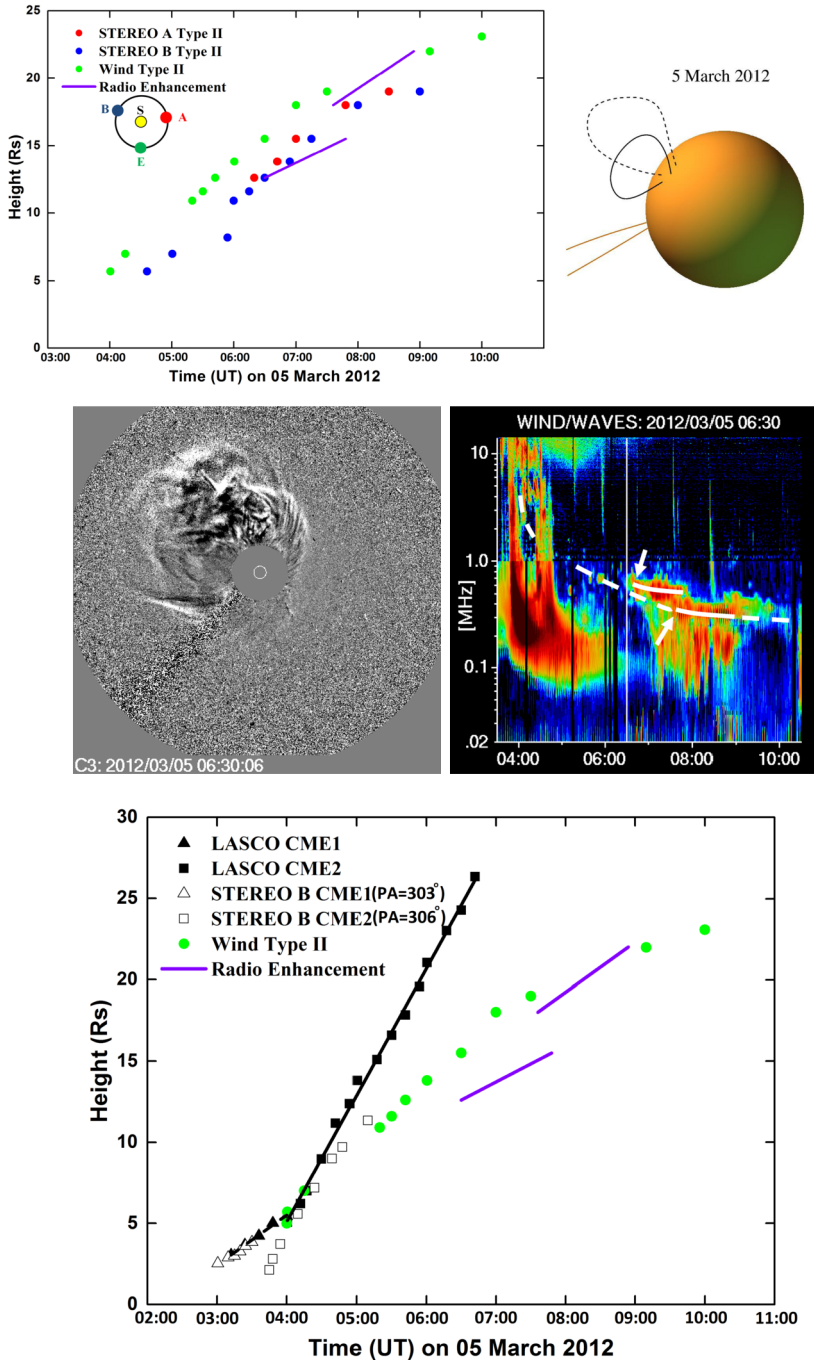 25
20
15
10
5
0
Height (Rs)
STEREO A Type II
STEREO B Type II
Wind Type II
Radio Enhancement
B
S
A
E
03:00 04:00 05:00 06:00 07:00 08:00 09:00 10:00
Time (UT) on 05 March 2012
5 March 2012
C3: 2012/03/05 06:30:06
WIND/WAVES: 2012/03/05 06:30
10
1.0
[MHz]
0.1
.02
04:00 06:00 08:00 10:00
30
25
20
15
10
5
0
Height (Rs)
LASCO CME1
LASCO CME2
STEREO B CME1(PA=303°)
STEREO B CME2(PA=306°)
Wind Type II
Radio Enhancement
02:00 03:00 04:00 05:00 06:00 07:00 08:00 09:00 10:00 11:00
Time (UT) on 05 March 2012